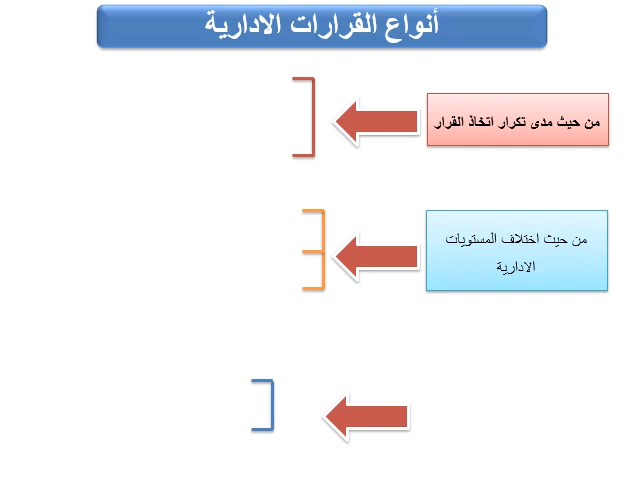 أنواع القرارات الادارية
من حيث مدى تكرار اتخاذ القرار
من حيث اختلاف المستويات
الادارية